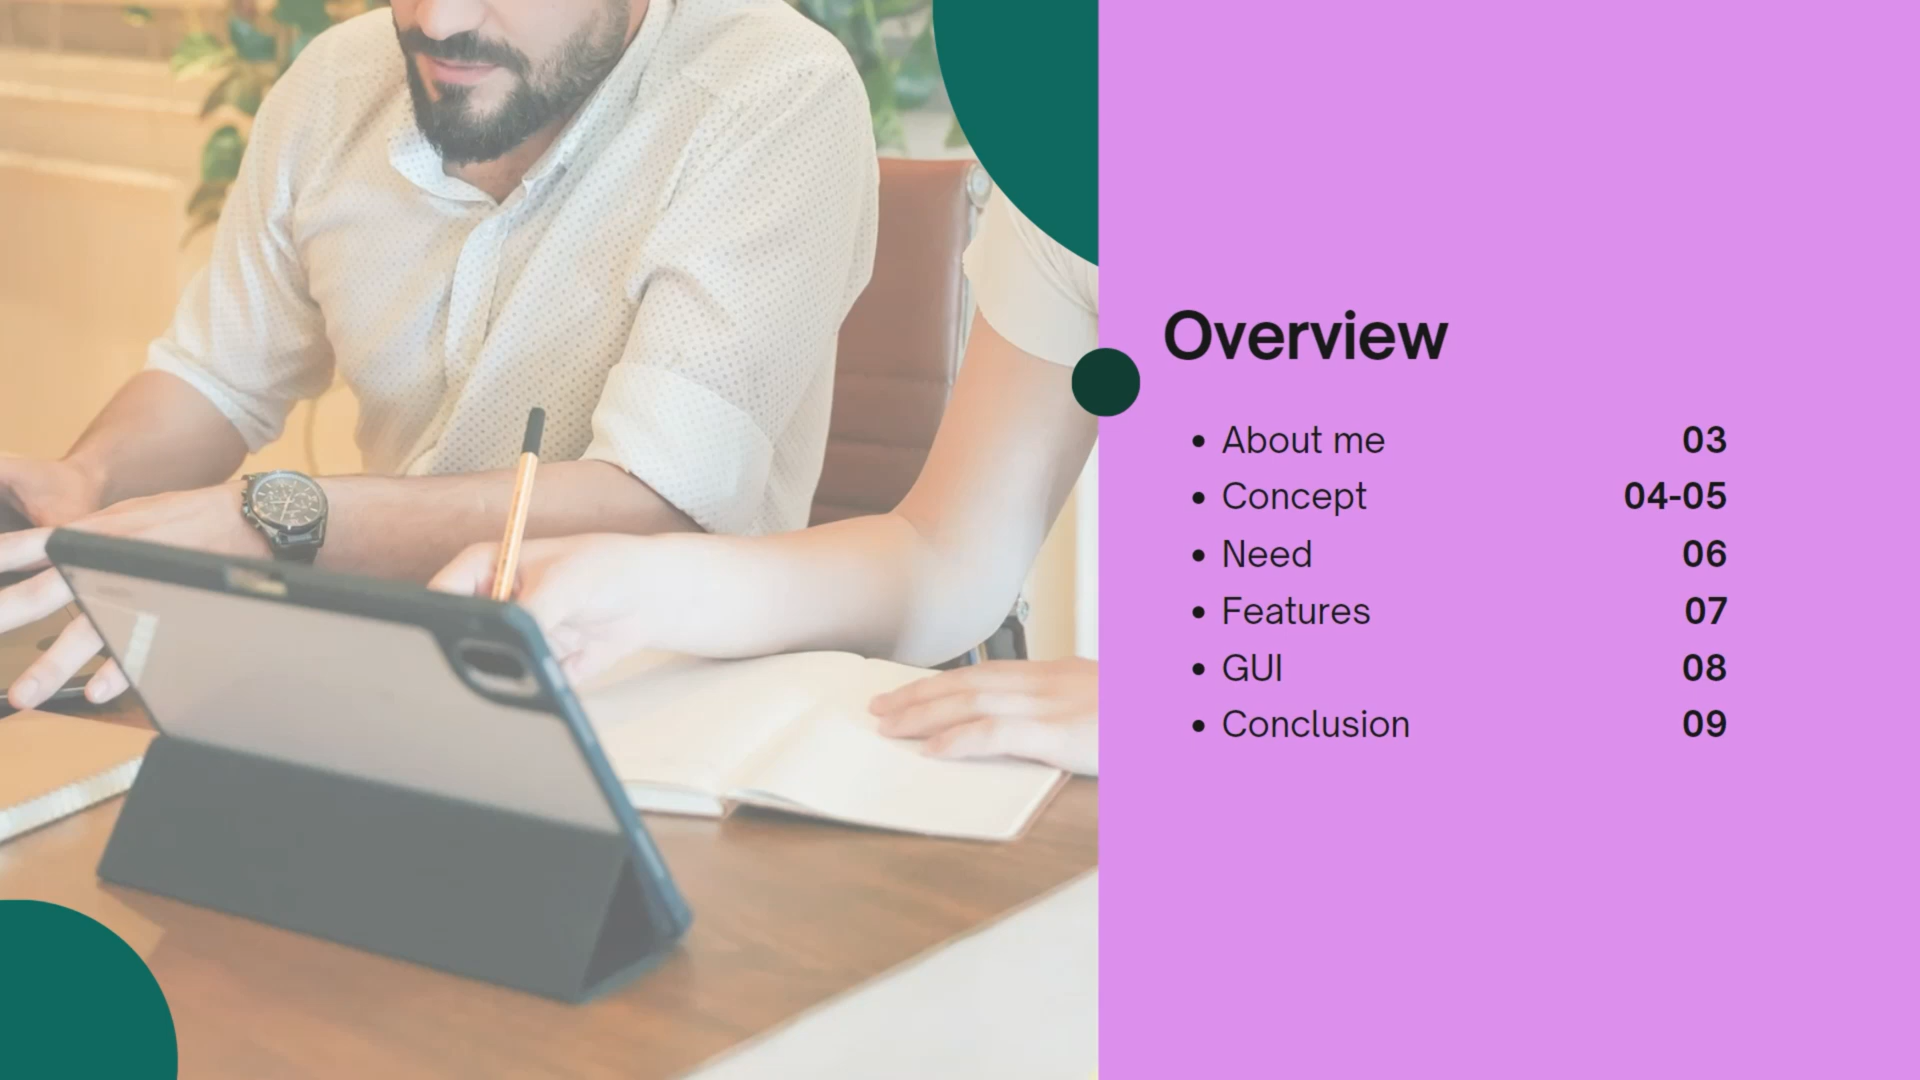 Overview
• About me 03
• Concept 04-05
• Need 06
• Features 07
• GUI 08
• Conclusion 09